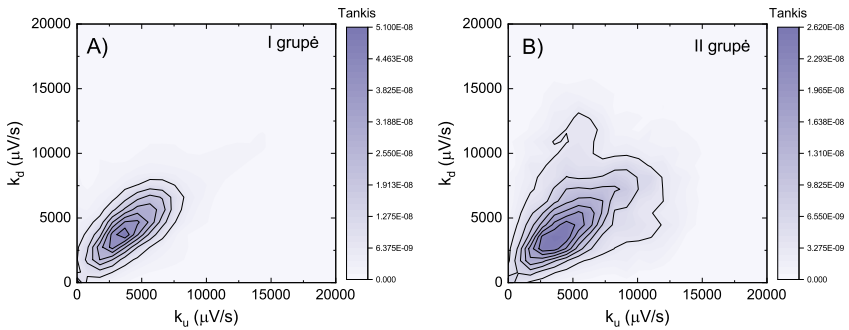 Tankis
Tankis
A)
I grupė
B)
II grupė
20000
15000
10000
5000
0
k_d (µV/s)
0
5000
10000
15000
20000
k_u (µV/s)
5.100E-08
4.463E-08
3.825E-08
3.188E-08
2.550E-08
1.913E-08
1.275E-08
6.375E-09
0.000
20000
15000
10000
5000
0
k_d (µV/s)
0
5000
10000
15000
20000
k_u (µV/s)
2.620E-08
2.293E-08
1.965E-08
1.638E-08
1.310E-08
9.825E-09
6.550E-09
3.275E-09
0.000